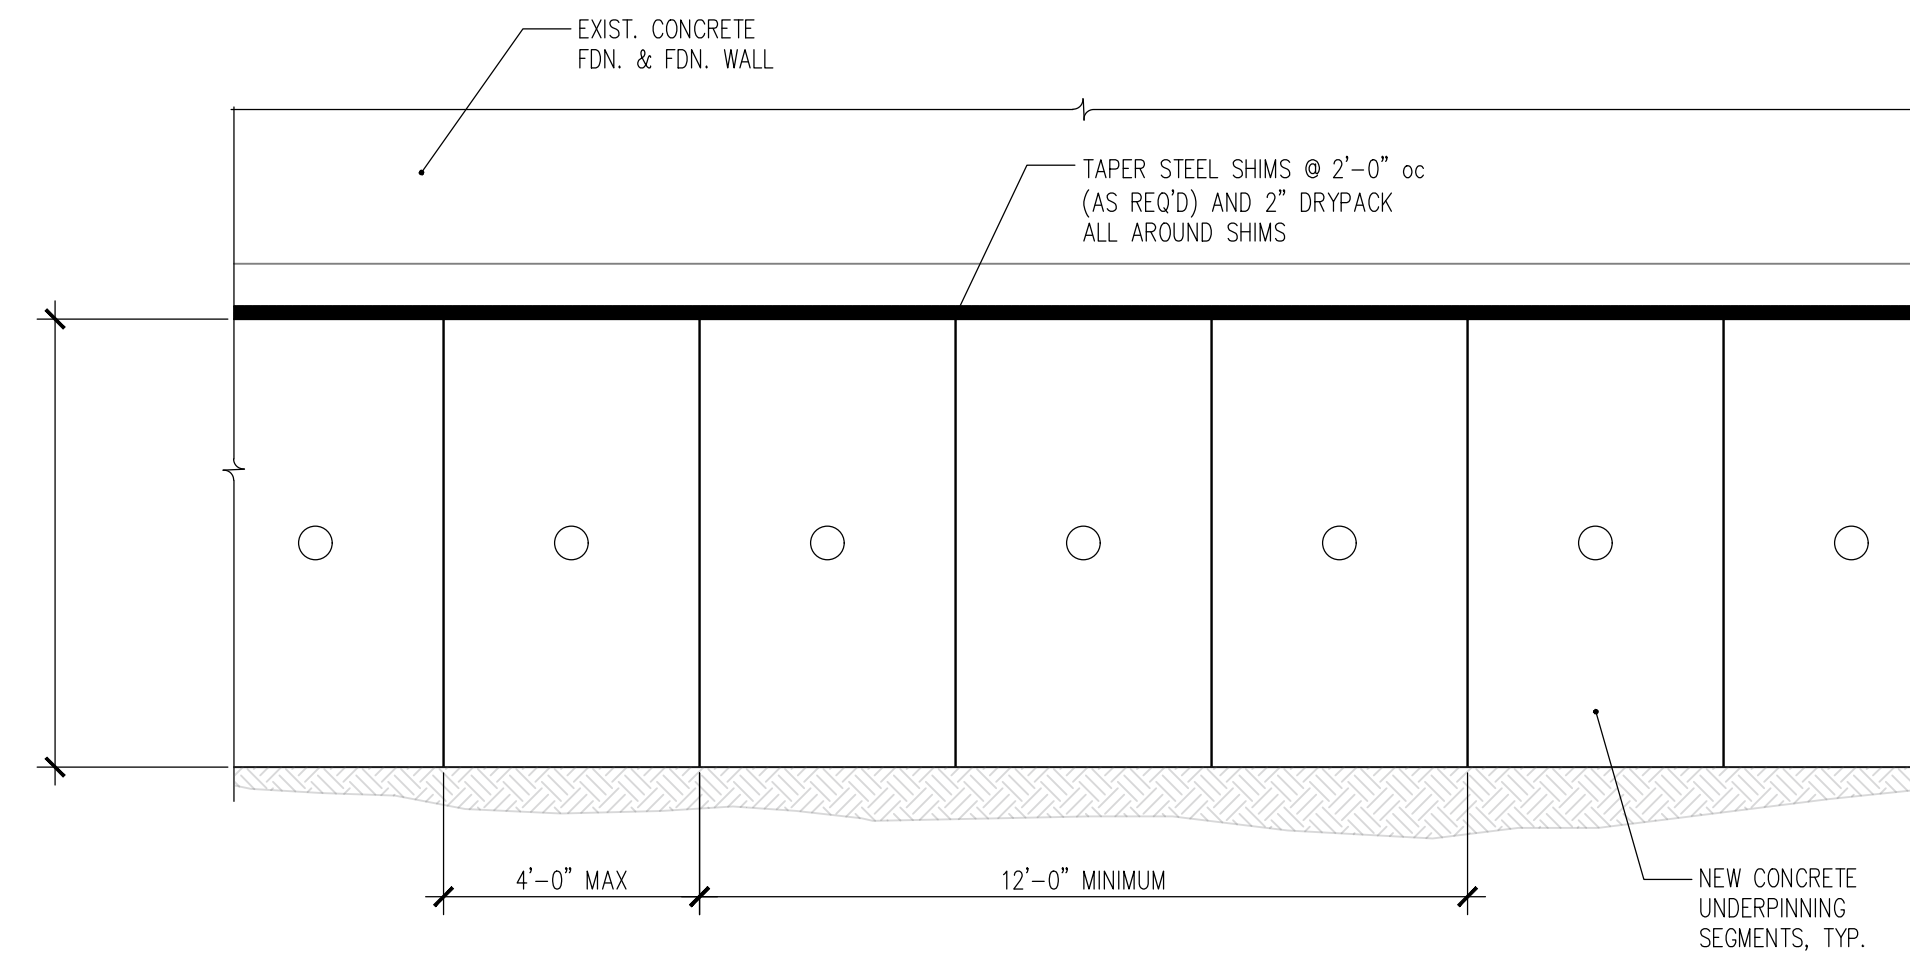 EXIST. CONCRETE
FDN. & FDN. WALL
TAPER STEEL SHIMS @ 2'-0" oc
(AS REQ'D) AND 2" DRYPACK
ALL AROUND SHIMS
4'-0" MAX
12'-0" MINIMUM
NEW CONCRETE
UNDERPINNING
SEGMENTS, TYP.